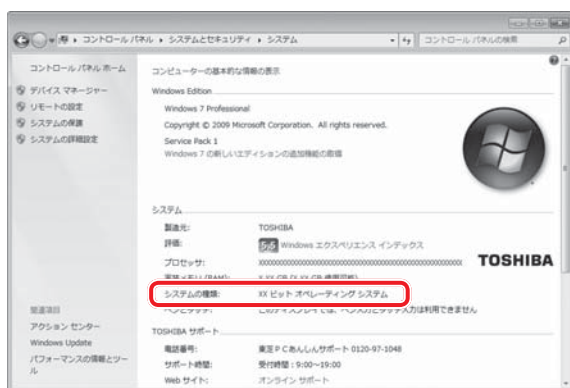 コントロール パネル ▸ システムとセキュリティ ▸ システム
コントロール パネルの検索
コントロール パネル ホーム
デバイス マネージャー
リモートの設定
システムの保護
システムの詳細設定
コンピューターの基本的な情報の表示
Windows Edition
Windows 7 Professional
Copyright © 2009 Microsoft Corporation. All rights reserved.
Service Pack 1
Windows 7 の新しいエディションの追加機能の取得
システム
製造元: TOSHIBA
評価: 5,5 Windows エクスペリエンス インデックス
プロセッサ:
TOSHIBA
実装メモリ (RAM): X.XX GB (X.XX GB 使用可能)
システムの種類: XX ビット オペレーティング システム
ペンとタッチ: このディスプレイでは、ペン入力とタッチ入力は利用できません
TOSHIBA サポート
電話番号: 東芝PCあんしんサポート 0120-97-1048
サポート時間: 受付時間:9:00~19:00
Web サイト: オンライン サポート
関連項目
アクション センター
Windows Update
パフォーマンスの情報とツー
ル